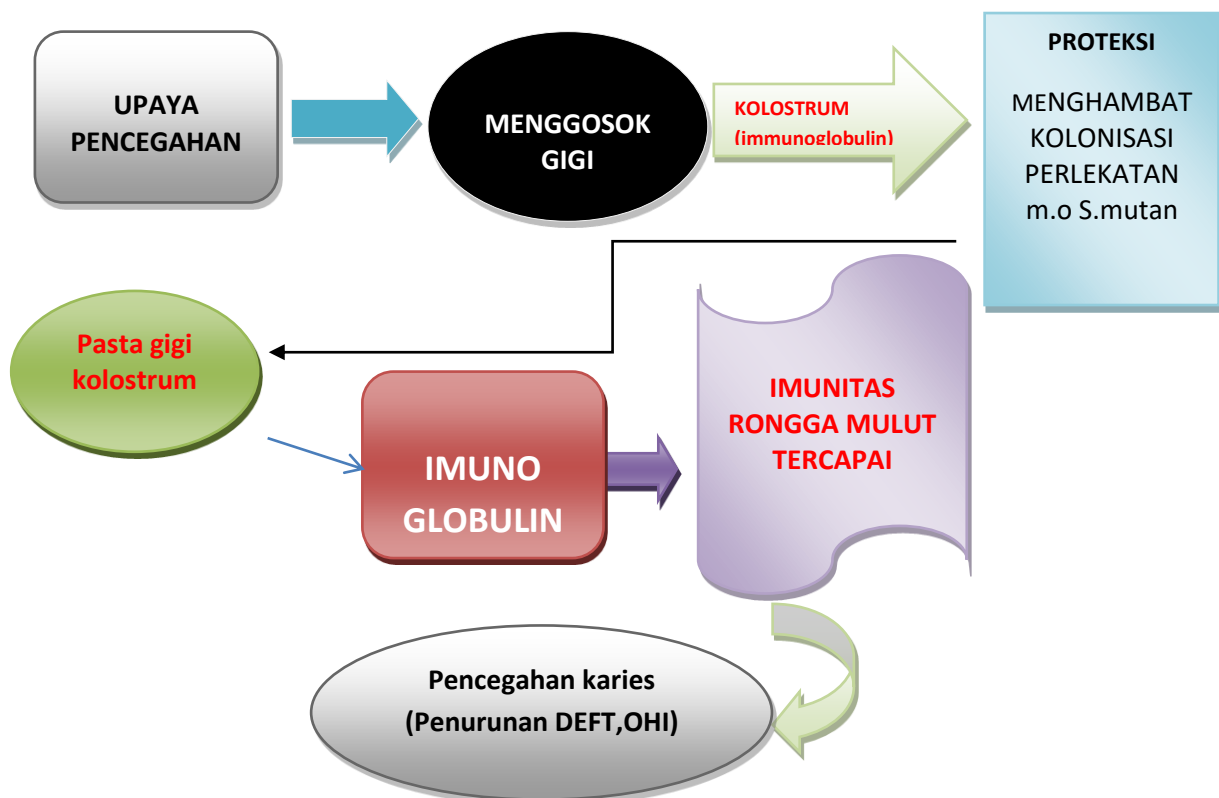 UPAYA
PENCEGAHAN
MENGGOSOK
GIGI
KOLOSTRUM
(immunoglobulin)
PROTEKSI
MENGHAMBAT
KOLONISASI
PERLEKATAN
m.o S.mutan
Pasta gigi
kolostrum
IMUNO
GLOBULIN
IMUNITAS
RONGGA MULUT
TERCAPAI
Pencegahan karies
(Penurunan DEFT,OHI)